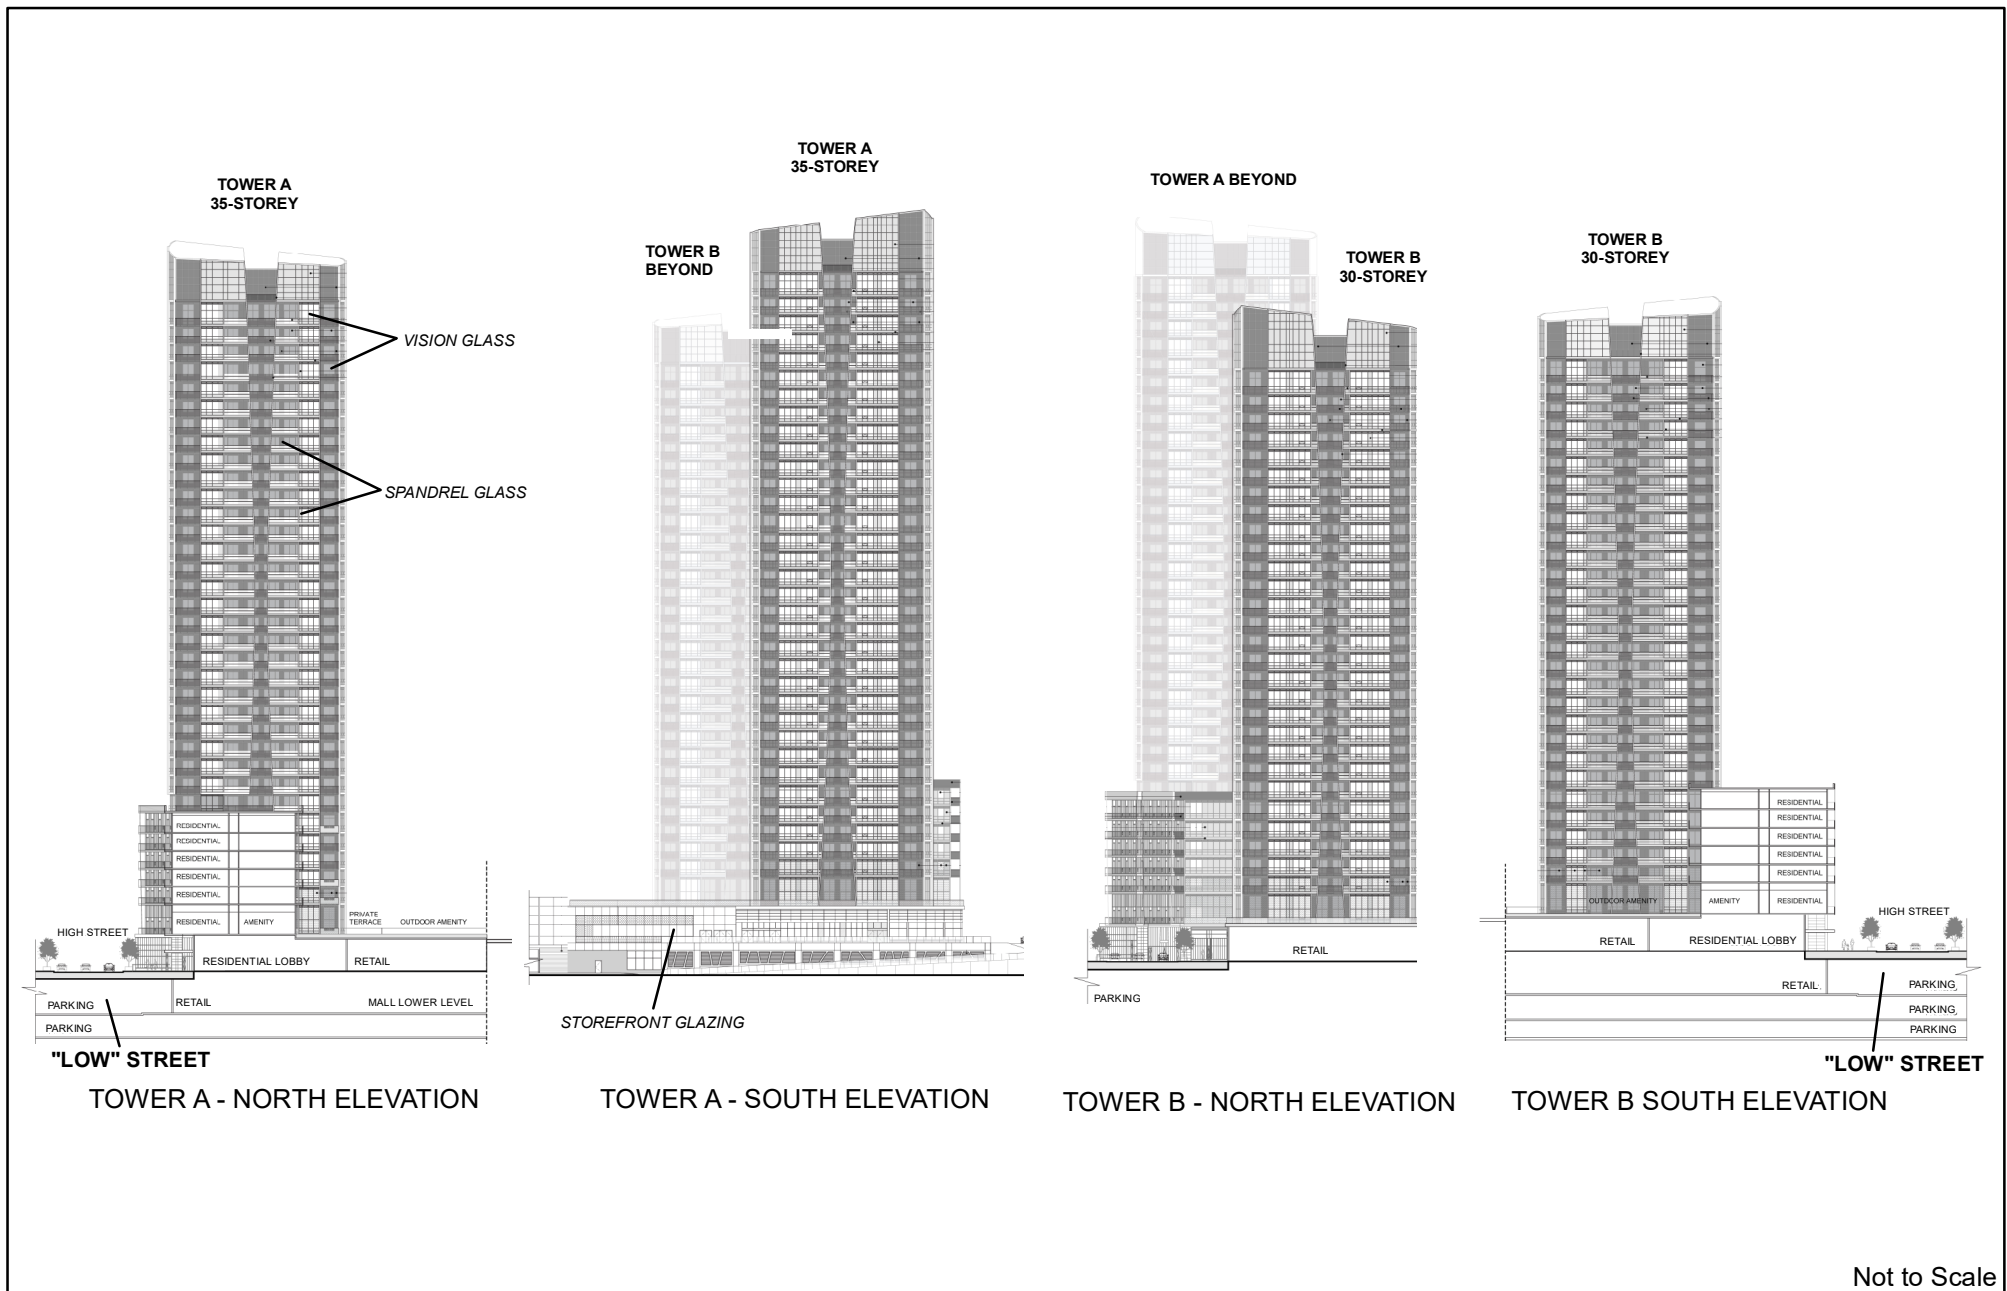 TOWER A
35-STOREY
VISION GLASS
SPANDREL GLASS
RESIDENTIAL
RESIDENTIAL
RESIDENTIAL
RESIDENTIAL
RESIDENTIAL
RESIDENTIAL
AMENITY
PRIVATE
TERRACE
OUTDOOR AMENITY
HIGH STREET
RESIDENTIAL LOBBY
RETAIL
PARKING
RETAIL
MALL LOWER LEVEL
PARKING
"LOW" STREET
TOWER A - NORTH ELEVATION
TOWER A
35-STOREY
TOWER B
BEYOND
STOREFRONT GLAZING
TOWER A - SOUTH ELEVATION
TOWER A BEYOND
TOWER B
30-STOREY
RETAIL
PARKING
TOWER B - NORTH ELEVATION
TOWER B
30-STOREY
RESIDENTIAL
RESIDENTIAL
RESIDENTIAL
RESIDENTIAL
RESIDENTIAL
OUTDOOR AMENITY
AMENITY
RESIDENTIAL
HIGH STREET
RETAIL
RESIDENTIAL LOBBY
RETAIL
PARKING
PARKING
PARKING
"LOW" STREET
TOWER B SOUTH ELEVATION
Not to Scale